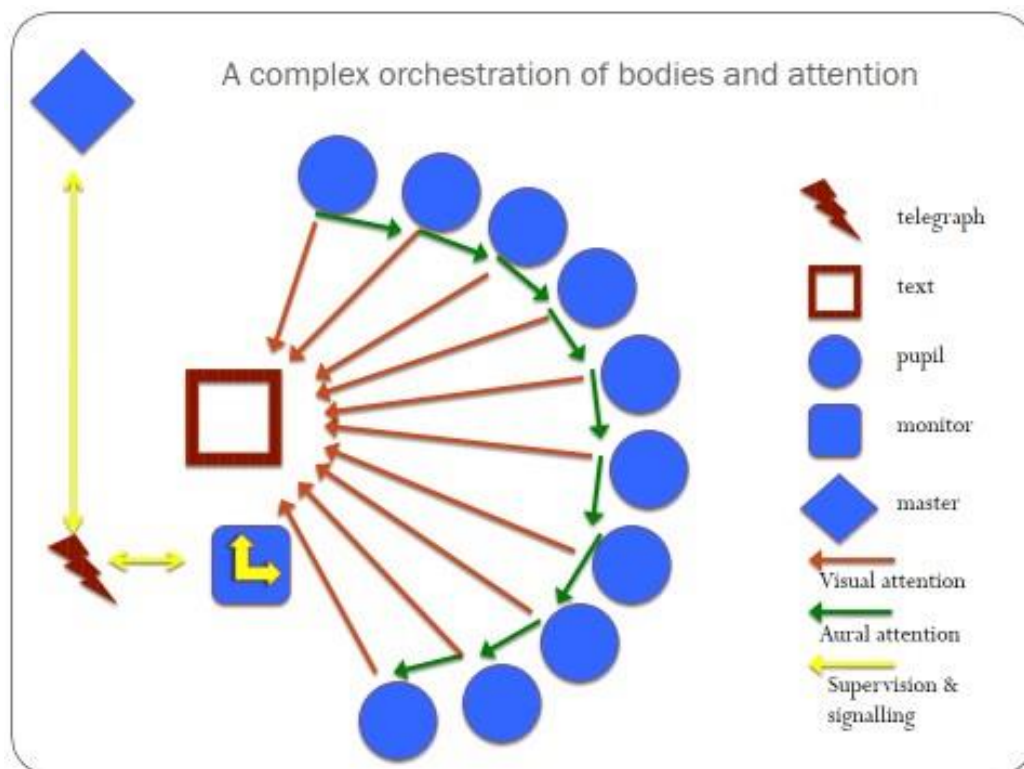 A complex orchestration of bodies and attention
telegraph
text
pupil
monitor
master
Visual attention
Aural attention
Supervision &
signalling